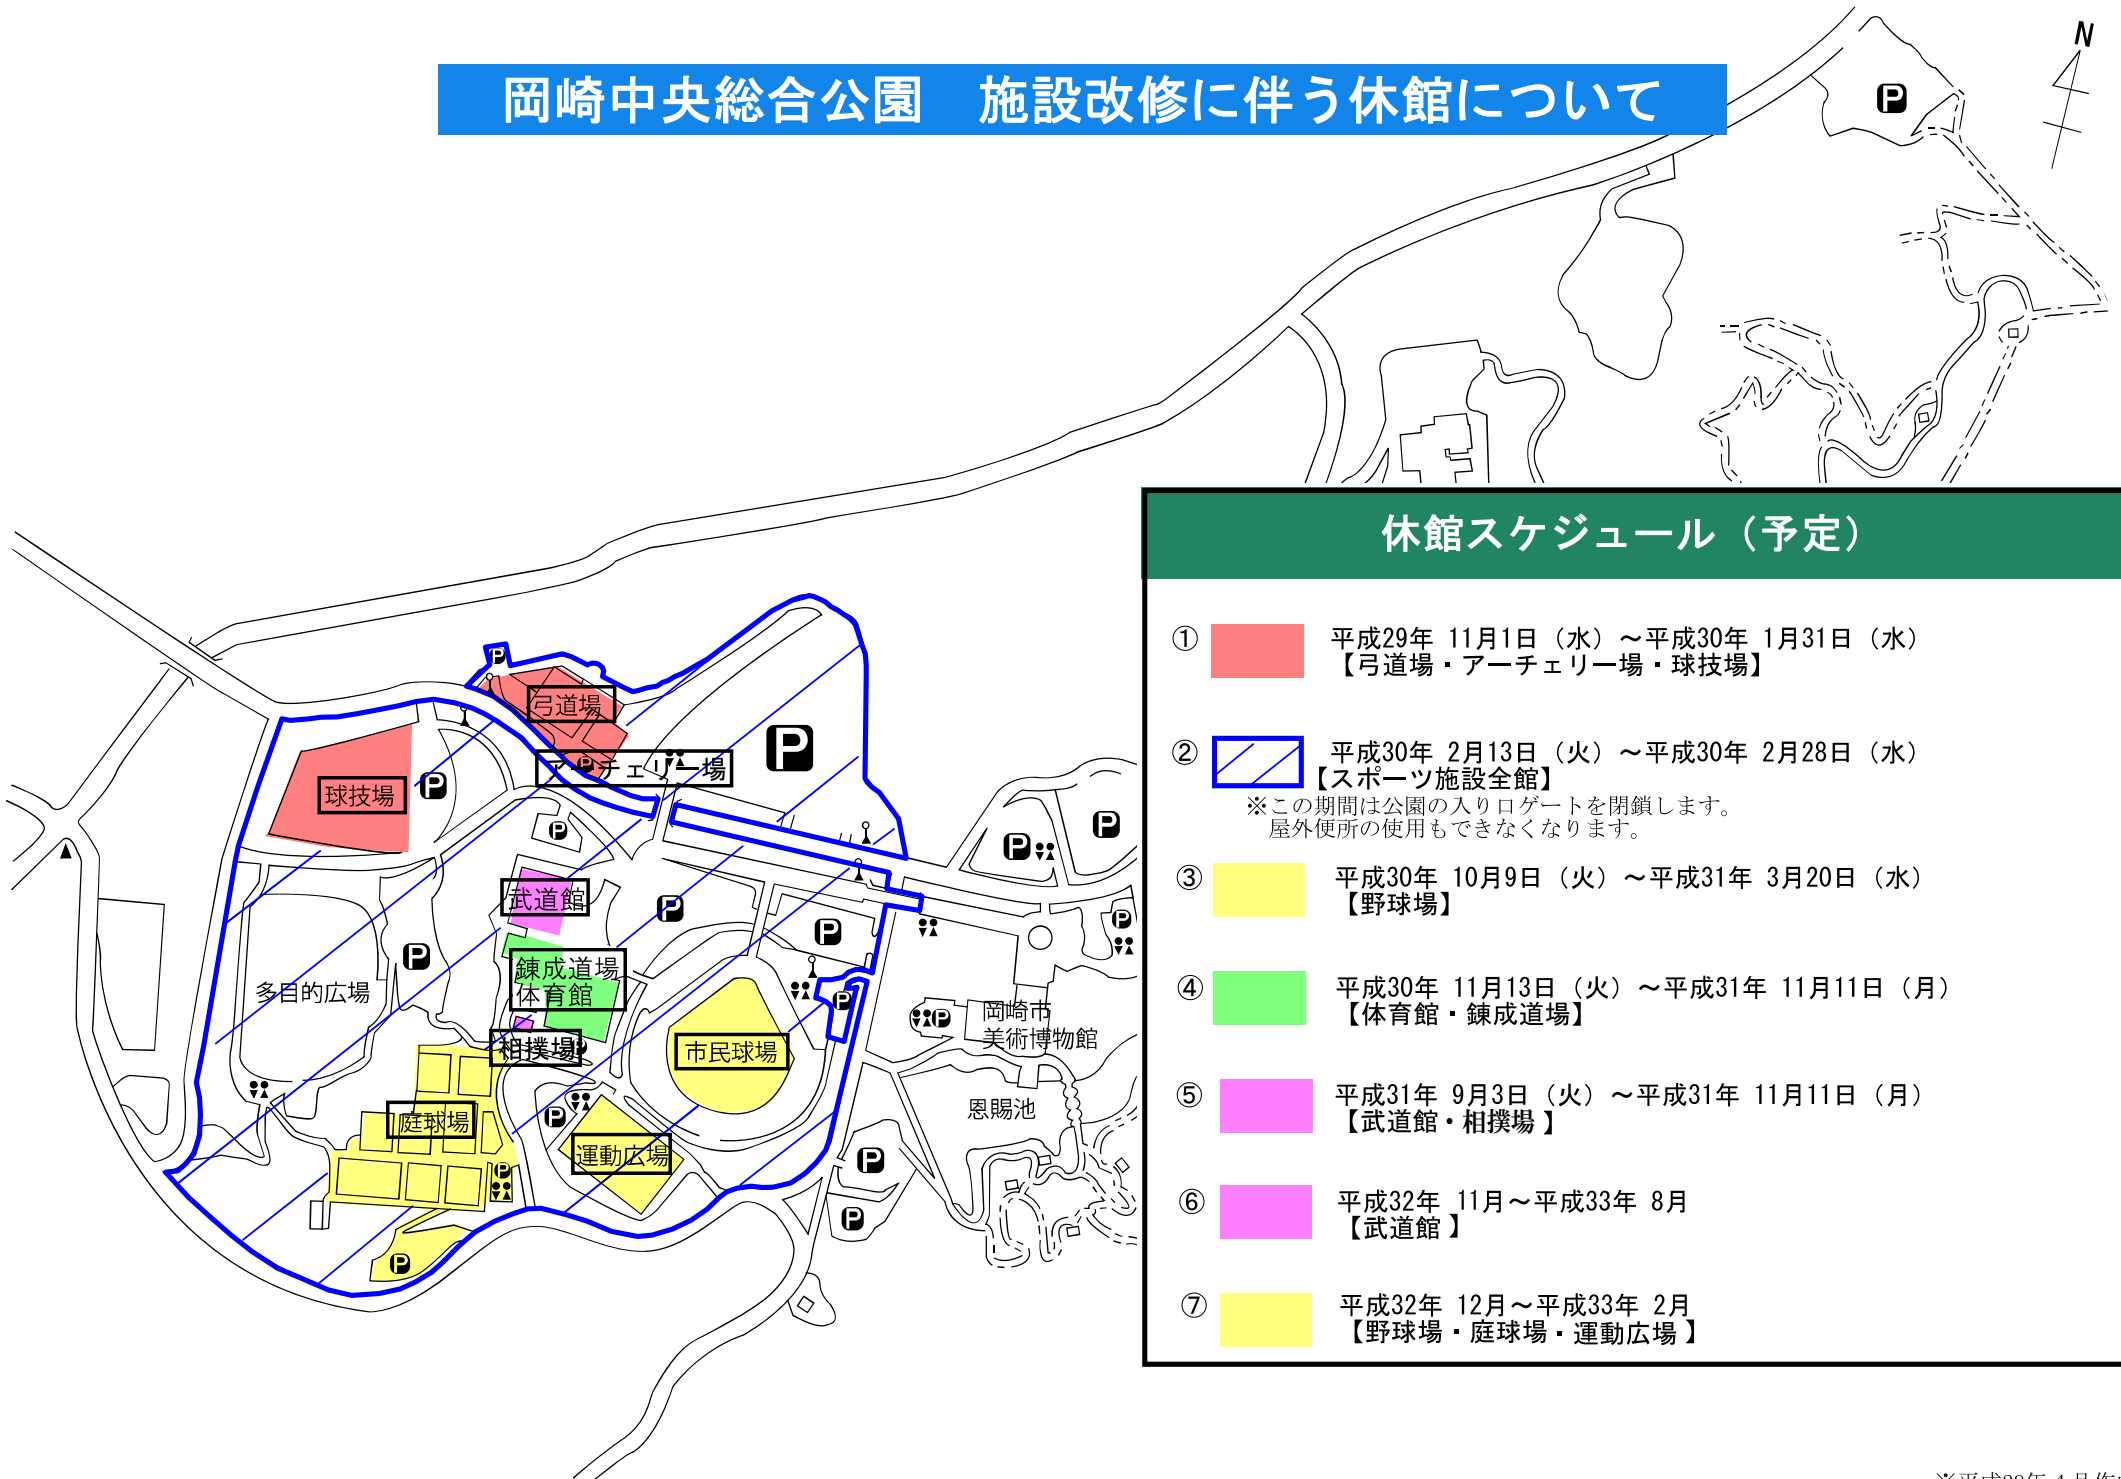 岡崎中央総合公園　施設改修に伴う休館について
N
P
休館スケジュール（予定）
① 平成29年 11月1日（水）～平成30年 1月31日（水）
【弓道場・アーチェリー場・球技場】
② 平成30年 2月13日（火）～平成30年 2月28日（水）
【スポーツ施設全館】
※この期間は公園の入り口ゲートを閉鎖します。
屋外便所の使用もできなくなります。
③ 平成30年 10月9日（火）～平成31年 3月20日（水）
【野球場】
④ 平成30年 11月13日（火）～平成31年 11月11日（月）
【体育館・錬成道場】
⑤ 平成31年 9月3日（火）～平成31年 11月11日（月）
【武道館・相撲場】
⑥ 平成32年 11月～平成33年 8月
【武道館】
⑦ 平成32年 12月～平成33年 2月
【野球場・庭球場・運動広場】
P
弓道場
P
アーチェリー場
P
球技場
P
P
P
P
P
武道館
P
P
P
錬成道場
体育館
P
多目的広場
P
P
岡崎市
美術博物館
相撲場
P
市民球場
恩賜池
庭球場
P
運動広場
P
P
P
P